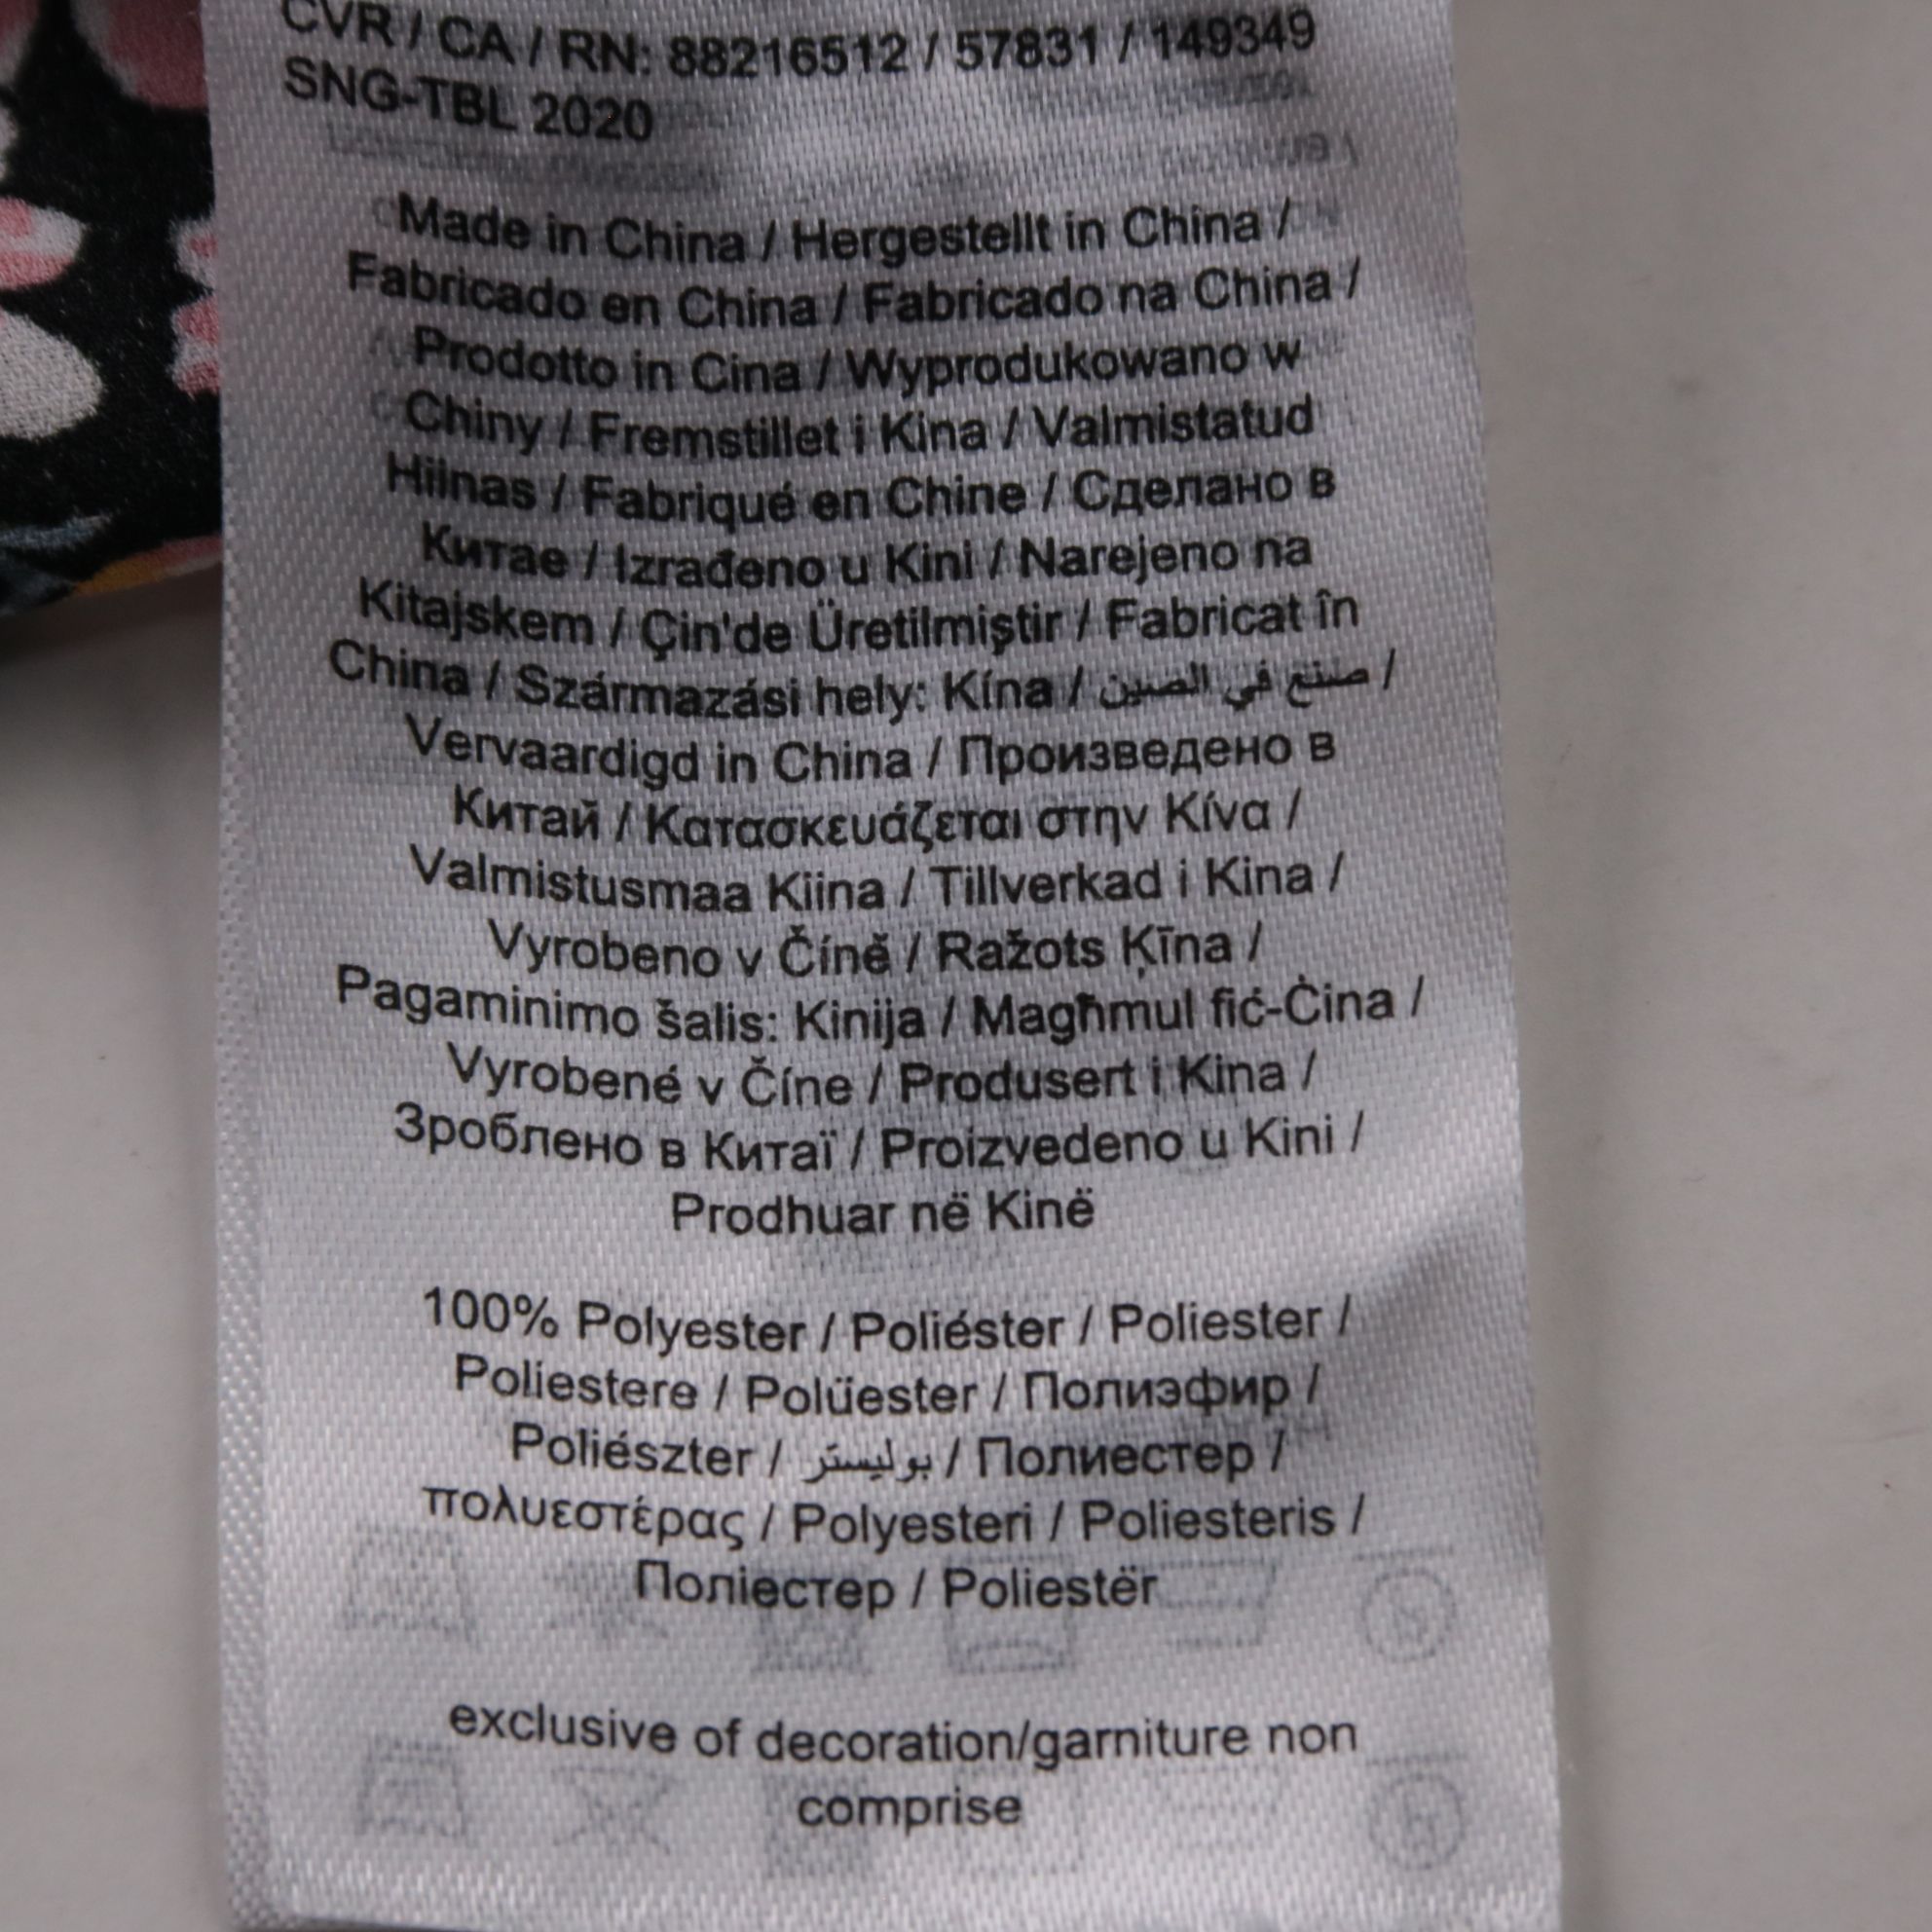 CVR / CA / RN: 88216512 / 57831 / 149349
SNG-TBL 2020
Made in China / Hergestellt in China /
Fabricado en China / Fabricado na China /
Prodotto in Cina / Wyprodukowano w
Chiny / Fremstillet i Kina / Valmistatud
Hiinas / Fabriqué en Chine / Сделано в
Китае / Izrađeno u Kini / Narejeno na
Kitajskem / Çin'de Üretilmiştir / Fabricat în
China / Származási hely: Kína / صنع في الصين /
Vervaardigd in China / Произведено в
Китай / Κατασκευάζεται στην Κίνα /
Valmistusmaa Kiina / Tillverkad i Kina /
Vyrobeno v Číně / Ražots Ķīna /
Pagaminimo šalis: Kinija / Magħmul fiċ-Ċina /
Vyrobené v Číne / Produsert i Kina /
Зроблено в Китаї / Proizvedeno u Kini /
Prodhuar në Kinë
100% Polyester / Poliéster / Poliester /
Poliestere / Polüester / Полиэфир /
Poliészter / بوليستر / Полиестер /
πολυεστέρας / Polyesteri / Poliesteris /
Поліестер / Poliestër
exclusive of decoration/garniture non
comprise